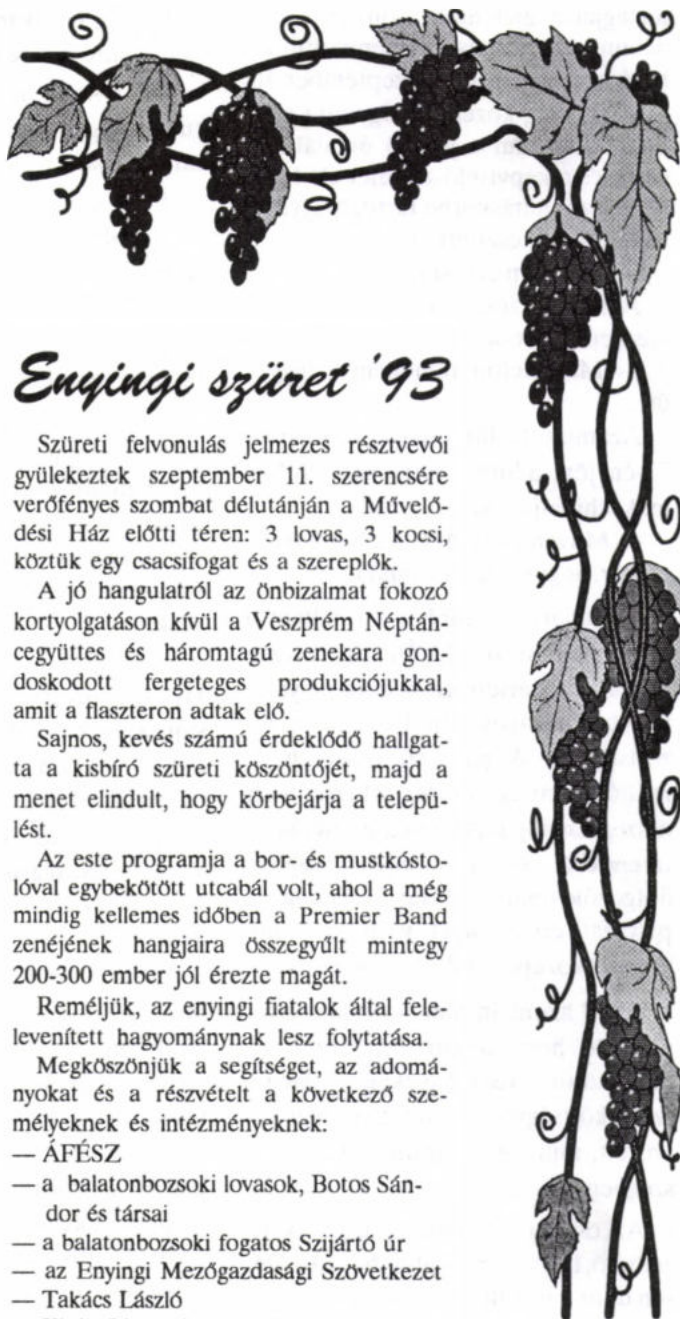 Enyingi szüret '93
Szüreti felvonulás jelmezes résztvevői
gyülekeztek szeptember 11. szerencsére
verőfényes szombat délutánján a Művelő-
dési Ház előtti téren: 3 lovas, 3 kocsi,
köztük egy csacsifogat és a szereplők.
A jó hangulatról az önbizalmat fokozó
kortyolgatáson kívül a Veszprém Néptán-
cegyüttes és háromtagú zenekara gon-
doskodott fergeteges produkciójukkal,
amit a flaszteron adtak elő.
Sajnos, kevés számú érdeklődő hallgat-
ta a kisbíró szüreti köszöntőjét, majd a
menet elindult, hogy körbejárja a telepü-
lést.
Az este programja a bor- és mustkósto-
lóval egybekötött utcabál volt, ahol a még
mindig kellemes időben a Premier Band
zenéjének hangjaira összegyűlt mintegy
200-300 ember jól érezte magát.
Reméljük, az enyingi fiatalok által fele-
levenített hagyománynak lesz folytatása.
Megköszönjük a segítséget, az adomá-
nyokat és a részvételt a következő sze-
mélyeknek és intézményeknek:
— ÁFÉSZ
— a balatonbozsoki lovasok, Botos Sán-
dor és társai
— a balatonbozsoki fogatos Szijártó úr
— az Enyingi Mezőgazdasági Szövetkezet
— Takács László